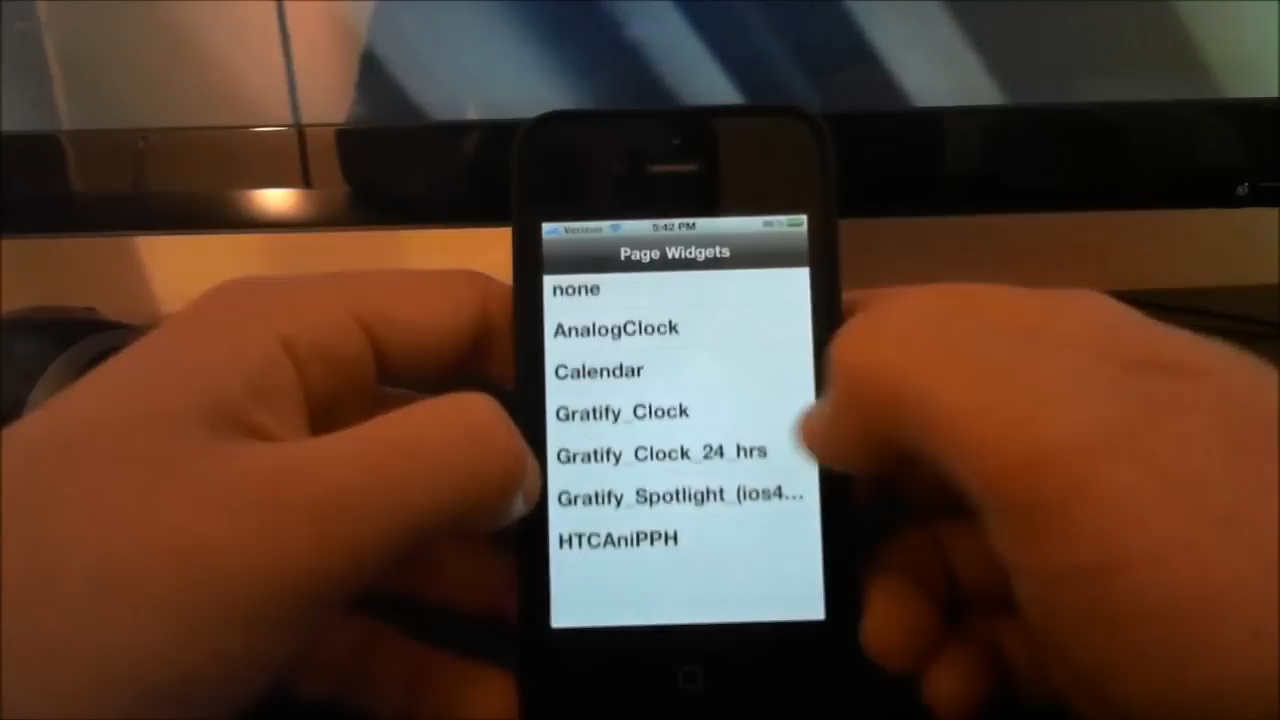 Verizon 5:42 PM
Page Widgets
none
AnalogClock
Calendar
Gratify_Clock
Gratify_Clock_24_hrs
Gratify_Spotlight_(ios4...
HTCAniPPH